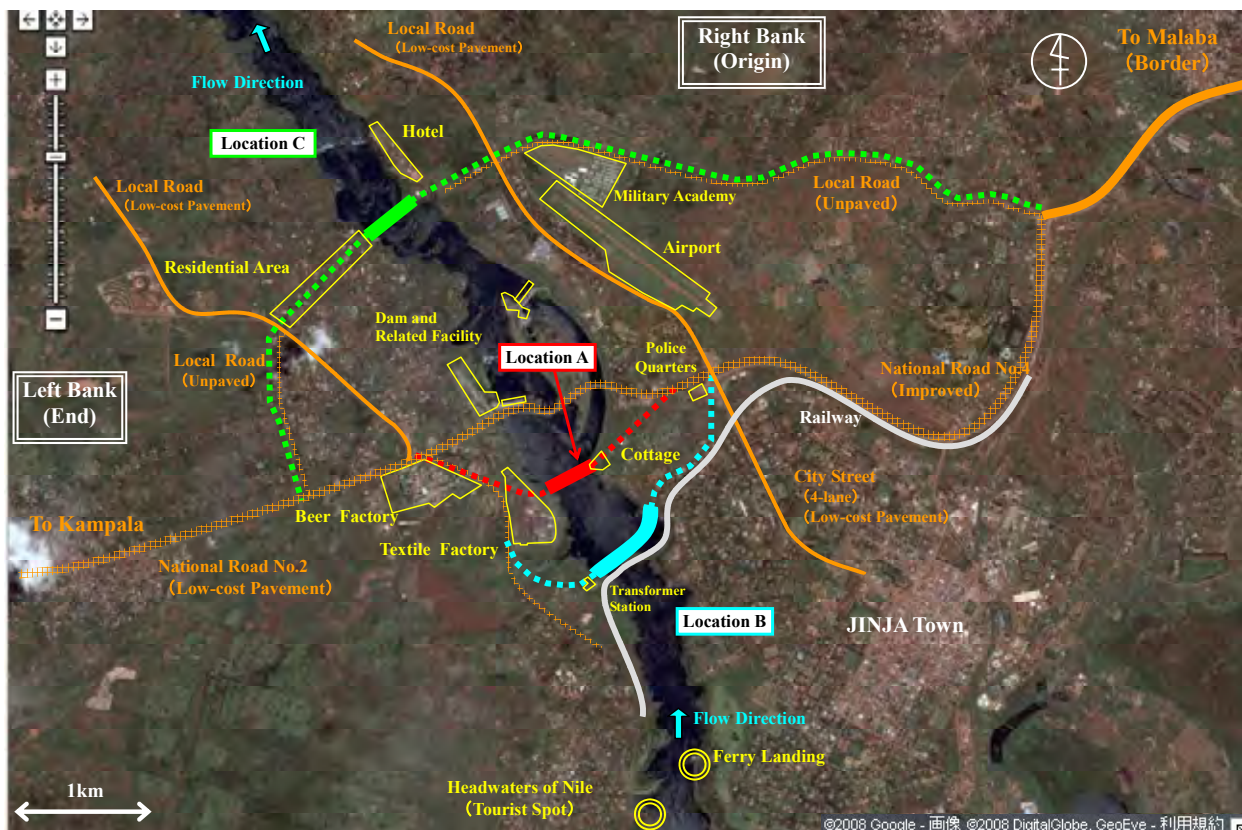 Local Road
(Low-cost Pavement)
Right Bank
(Origin)
To Malaba
(Border)
Flow Direction
Location C
Hotel
Local Road
(Low-cost Pavement)
Military Academy
Local Road
(Unpaved)
Airport
Residential Area
Dam and
Related Facility
Location A
Police
Quarters
Local Road
(Unpaved)
National Road No.4
(Improved)
Left Bank
(End)
Railway
Cottage
City Street
(4-lane)
(Low-cost Pavement)
To Kampala
Beer Factory
Textile Factory
National Road No.2
(Low-cost Pavement)
Transformer
Station
Location B
JINJA Town
Flow Direction
Ferry Landing
Headwaters of Nile
(Tourist Spot)
1km
©2008 Google - 画像 ©2008 DigitalGlobe, GeoEye - 利用規約